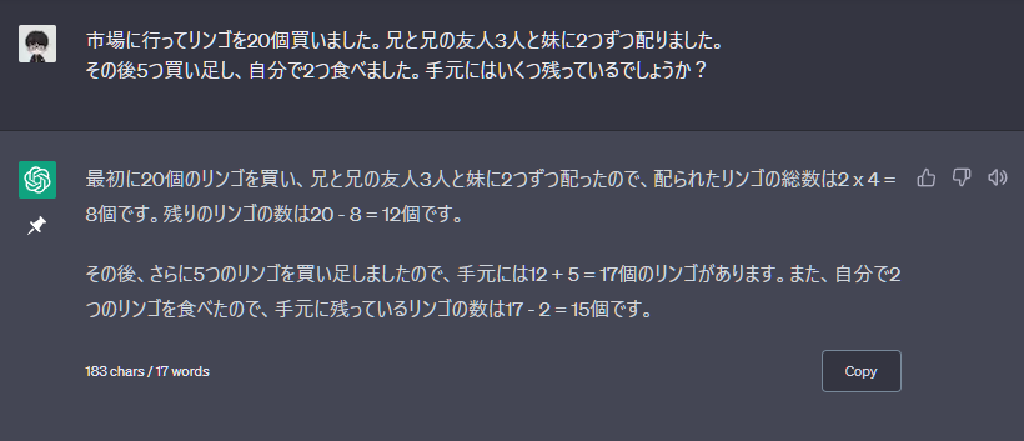 市場に行ってリンゴを20個買いました。兄と兄の友人3人と妹に2つずつ配りました。
その後5つ買い足し、自分で2つ食べました。手元にはいくつ残っているでしょうか？
最初に20個のリンゴを買い、兄と兄の友人3人と妹に2つずつ配ったので、配られたリンゴの総数は2 x 4 =
8個です。残りのリンゴの数は20 - 8 = 12個です。
その後、さらに5つのリンゴを買い足しましたので、手元には12 + 5 = 17個のリンゴがあります。また、自分で2
つのリンゴを食べたので、手元に残っているリンゴの数は17 - 2 = 15個です。
183 chars / 17 words
Copy